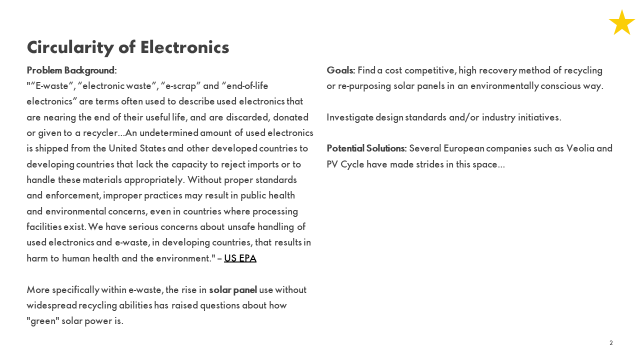 Circularity of Electronics
Problem Background:
"“E-waste”, “electronic waste”, “e-scrap” and “end-of-life
electronics” are terms often used to describe used electronics that
are nearing the end of their useful life, and are discarded, donated
or given to a recycler...An undetermined amount of used electronics
is shipped from the United States and other developed countries to
developing countries that lack the capacity to reject imports or to
handle these materials appropriately. Without proper standards
and enforcement, improper practices may result in public health
and environmental concerns, even in countries where processing
facilities exist. We have serious concerns about unsafe handling of
used electronics and e-waste, in developing countries, that results in
harm to human health and the environment." – US EPA
More specifically within e-waste, the rise in solar panel use without
widespread recycling abilities has raised questions about how
"green" solar power is.
Goals: Find a cost competitive, high recovery method of recycling
or re-purposing solar panels in an environmentally conscious way.
Investigate design standards and/or industry initiatives.
Potential Solutions: Several European companies such as Veolia and
PV Cycle have made strides in this space...
2